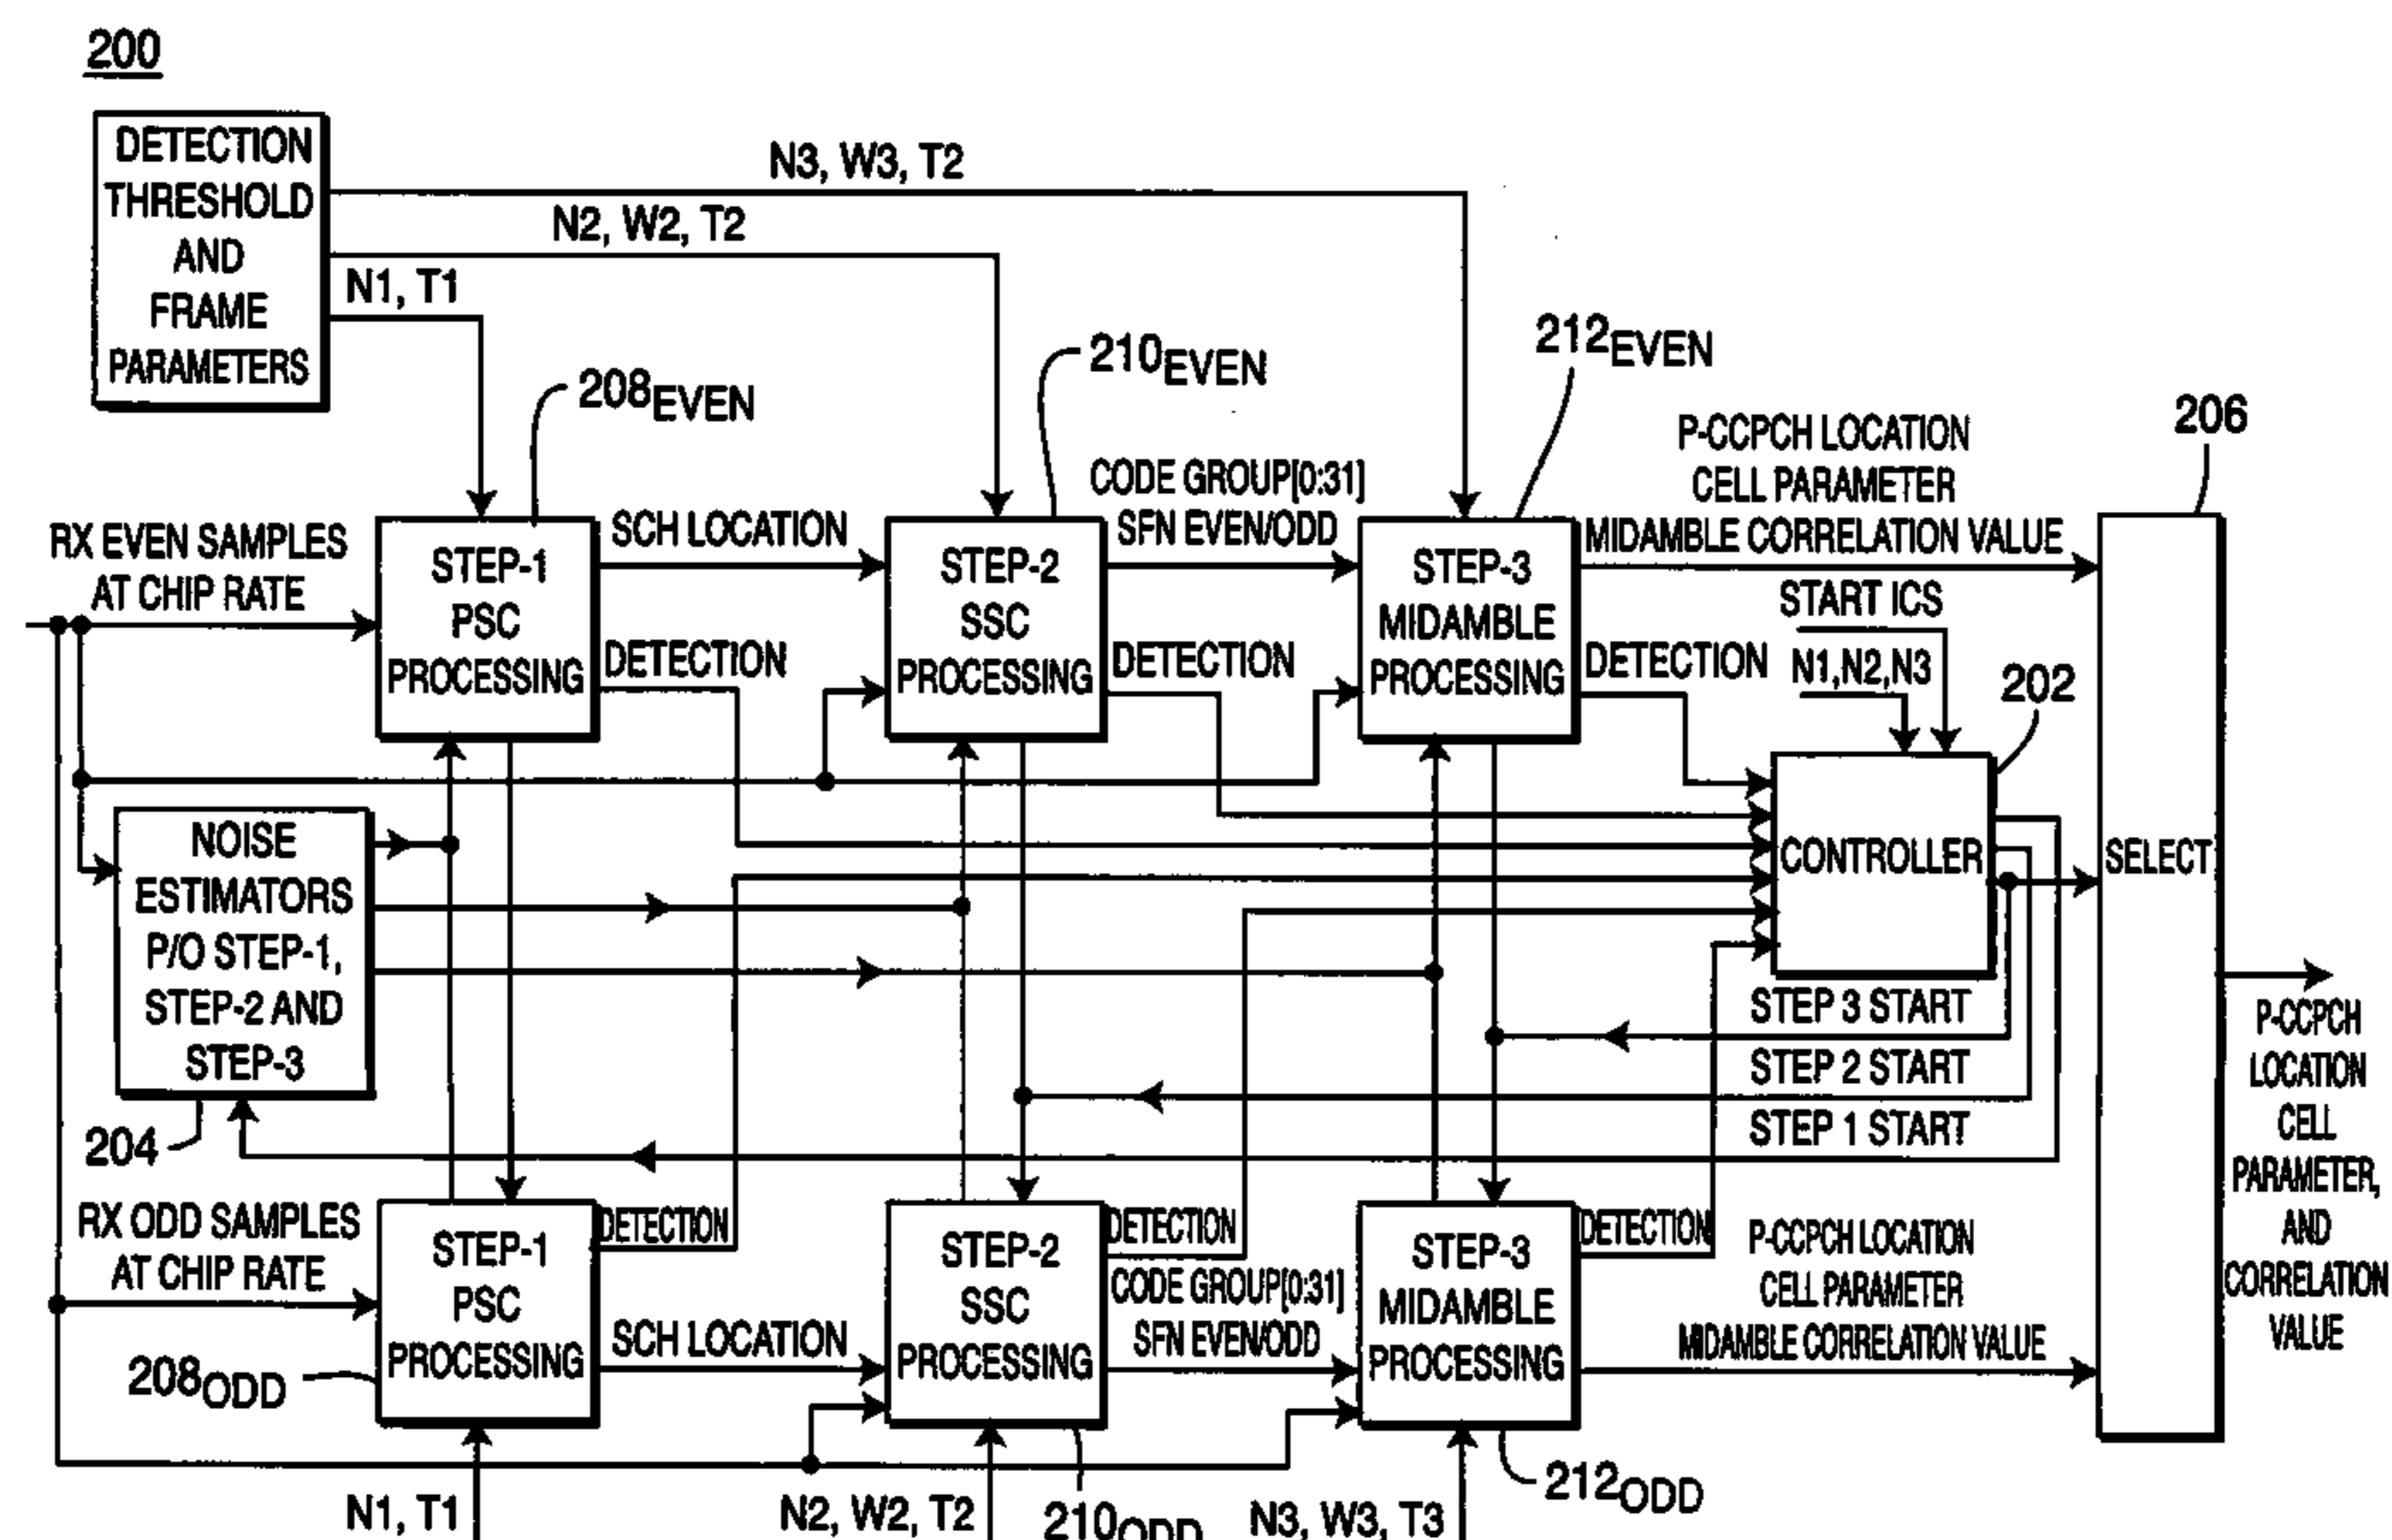 200
DETECTION
THRESHOLD
AND
FRAME
PARAMETERS
N3, W3, T2
N2, W2, T2
N1, T1
208EVEN
210EVEN
212EVEN
206
RX EVEN SAMPLES
AT CHIP RATE
STEP-1
PSC
PROCESSING
SCH LOCATION
DETECTION
STEP-2
SSC
PROCESSING
CODE GROUP[0:31]
SFN EVEN/ODD
DETECTION
STEP-3
MIDAMBLE
PROCESSING
P-CCPCH LOCATION
CELL PARAMETER
MIDAMBLE CORRELATION VALUE
DETECTION
START ICS
N1,N2,N3
202
CONTROLLER
SELECT
NOISE
ESTIMATORS
P/O STEP-1,
STEP-2 AND
STEP-3
204
STEP 3 START
STEP 2 START
STEP 1 START
P-CCPCH
LOCATION
CELL
PARAMETER,
AND
CORRELATION
VALUE
RX ODD SAMPLES
AT CHIP RATE
STEP-1
PSC
PROCESSING
208ODD
DETECTION
SCH LOCATION
STEP-2
SSC
PROCESSING
DETECTION
CODE GROUP[0:31]
SFN EVEN/ODD
STEP-3
MIDAMBLE
PROCESSING
DETECTION
P-CCPCH LOCATION
CELL PARAMETER
MIDAMBLE CORRELATION VALUE
N1, T1
N2, W2, T2
210ODD
N3, W3, T3
212ODD